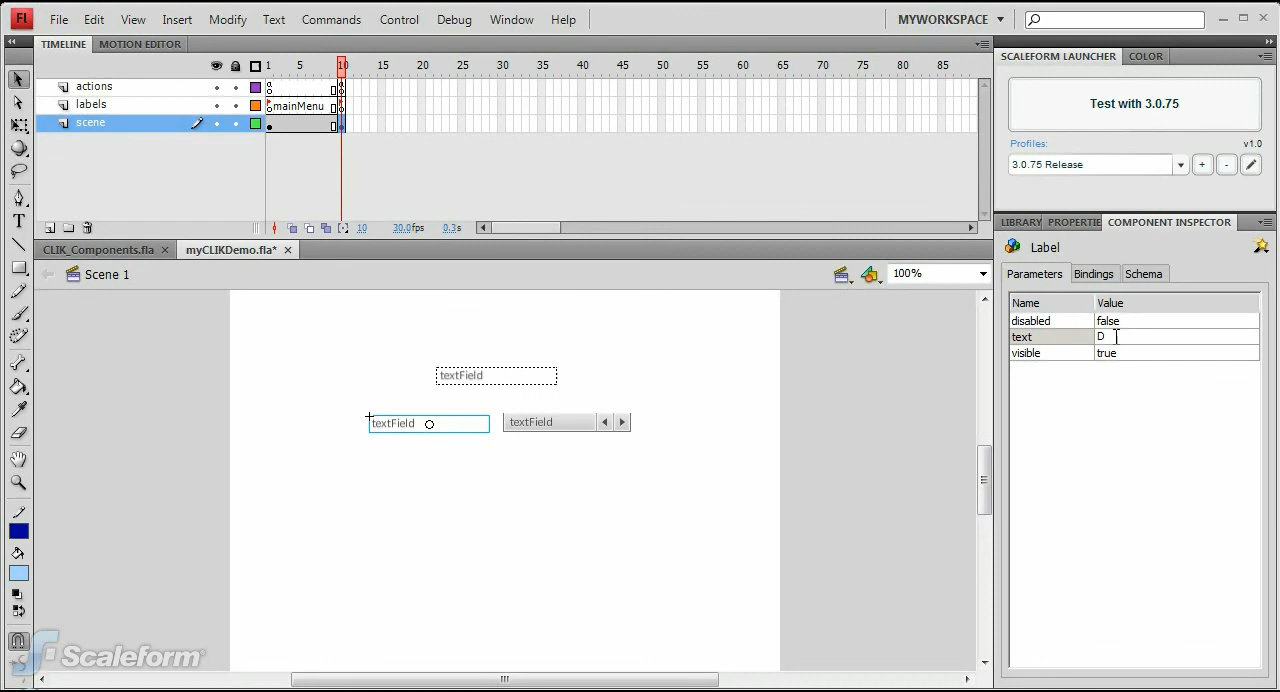 Fl File Edit View Insert Modify Text Commands Control Debug Window Help MYWORKSPACE
TIMELINE MOTION EDITOR
1 10 15 20 25 30 35 40 45 50 55 60 65 70 75 80 85
actions
labels mainMenu
scene
10 30.0fps 0.3s
CLIK_Components.fla × myCLIKDemo.fla* ×
Scene 1 100%
textField
textField textField
Scaleform
SCALEFORM LAUNCHER COLOR
Test with 3.0.75
Profiles: v1.0
3.0.75 Release + -
LIBRARY PROPERTIE COMPONENT INSPECTOR
Label
Parameters Bindings Schema
Name Value
disabled false
text D
visible true